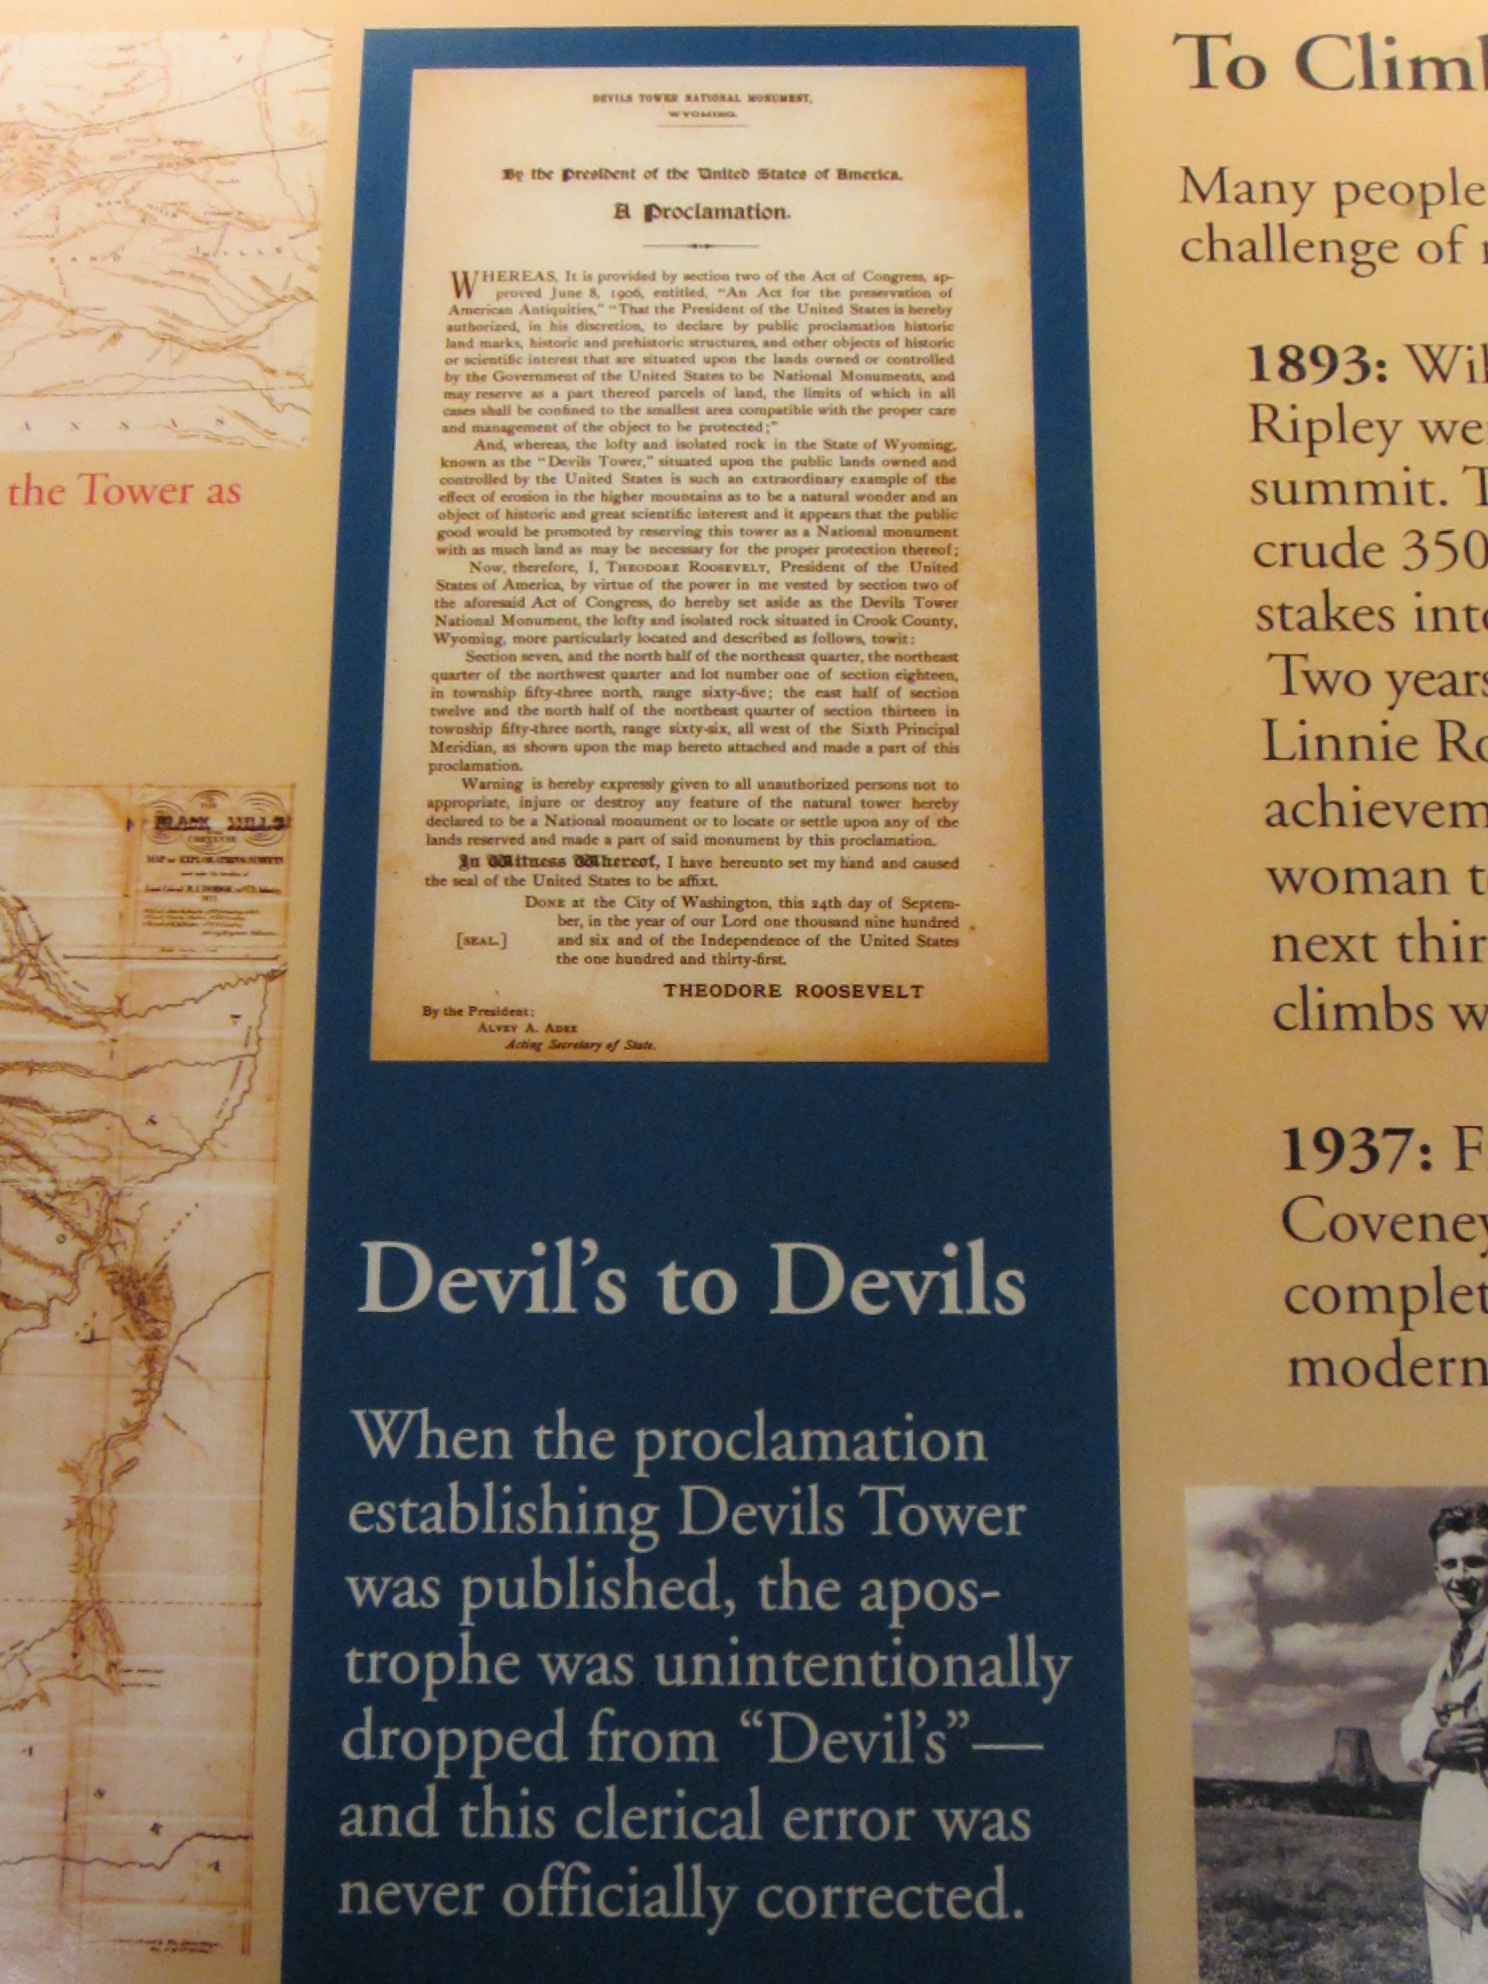 the Tower as
BLACK HILLS
DEVILS TOWER NATIONAL MONUMENT,
WYOMING.
By the President of the United States of America.
A Proclamation.
WHEREAS, It is provided by section two of the Act of Congress, ap-
proved June 8, 1906, entitled, "An Act for the preservation of
American Antiquities," "That the President of the United States is hereby
authorized, in his discretion, to declare by public proclamation historic
land marks, historic and prehistoric structures, and other objects of historic
or scientific interest that are situated upon the lands owned or controlled
by the Government of the United States to be National Monuments, and
may reserve as a part thereof parcels of land, the limits of which in all
cases shall be confined to the smallest area compatible with the proper care
and management of the object to be protected;"
And, whereas, the lofty and isolated rock in the State of Wyoming,
known as the "Devils Tower," situated upon the public lands owned and
controlled by the United States is such an extraordinary example of the
effect of erosion in the higher mountains as to be a natural wonder and an
object of historic and great scientific interest and it appears that the public
good would be promoted by reserving this tower as a National monument
with as much land as may be necessary for the proper protection thereof;
Now, therefore, I, THEODORE ROOSEVELT, President of the United
States of America, by virtue of the power in me vested by section two of
the aforesaid Act of Congress, do hereby set aside as the Devils Tower
National Monument, the lofty and isolated rock situated in Crook County,
Wyoming, more particularly located and described as follows, towit:
Section seven, and the north half of the northeast quarter, the northeast
quarter of the northwest quarter and lot number one of section eighteen,
in township fifty-three north, range sixty-five; the east half of section
twelve and the north half of the northeast quarter of section thirteen in
township fifty-three north, range sixty-six, all west of the Sixth Principal
Meridian, as shown upon the map hereto attached and made a part of this
proclamation.
Warning is hereby expressly given to all unauthorized persons not to
appropriate, injure or destroy any feature of the natural tower hereby
declared to be a National monument or to locate or settle upon any of the
lands reserved and made a part of said monument by this proclamation.
In Witness Whereof, I have hereunto set my hand and caused
the seal of the United States to be affixt.
DONE at the City of Washington, this 24th day of Septem-
ber, in the year of our Lord one thousand nine hundred
[SEAL.] and six and of the Independence of the United States
the one hundred and thirty-first.
THEODORE ROOSEVELT
By the President:
ALVEY A. ADEE
Acting Secretary of State.
Devil's to Devils
When the proclamation
establishing Devils Tower
was published, the apos-
trophe was unintentionally
dropped from "Devil's"—
and this clerical error was
never officially corrected.
To Climb
Many people
challenge of
1893: Wil
Ripley we
summit. T
crude 350
stakes into
Two years
Linnie Ro
achievem
woman t
next thir
climbs w
1937: F
Coveney
complet
modern